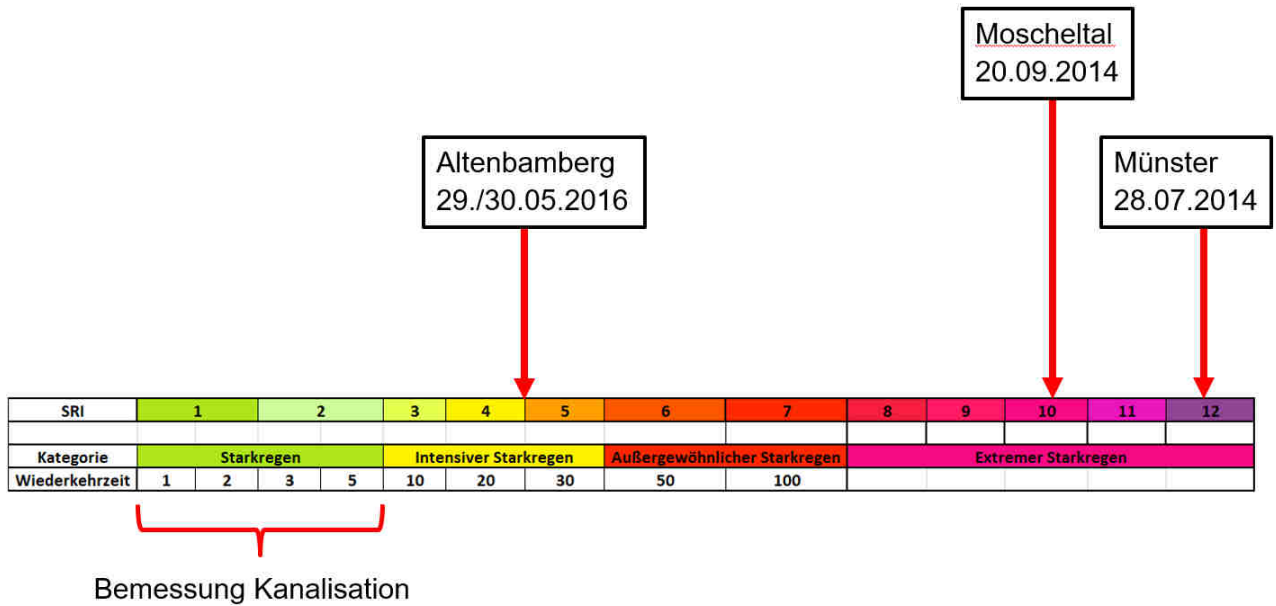 Moscheltal
20.09.2014
Altenbamberg
29./30.05.2016
Münster
28.07.2014
SRI 1 2 3 4 5 6 7 8 9 10 11 12
Kategorie Starkregen Intensiver Starkregen Außergewöhnlicher Starkregen Extremer Starkregen
Wiederkehrzeit 1 2 3 5 10 20 30 50 100
Bemessung Kanalisation